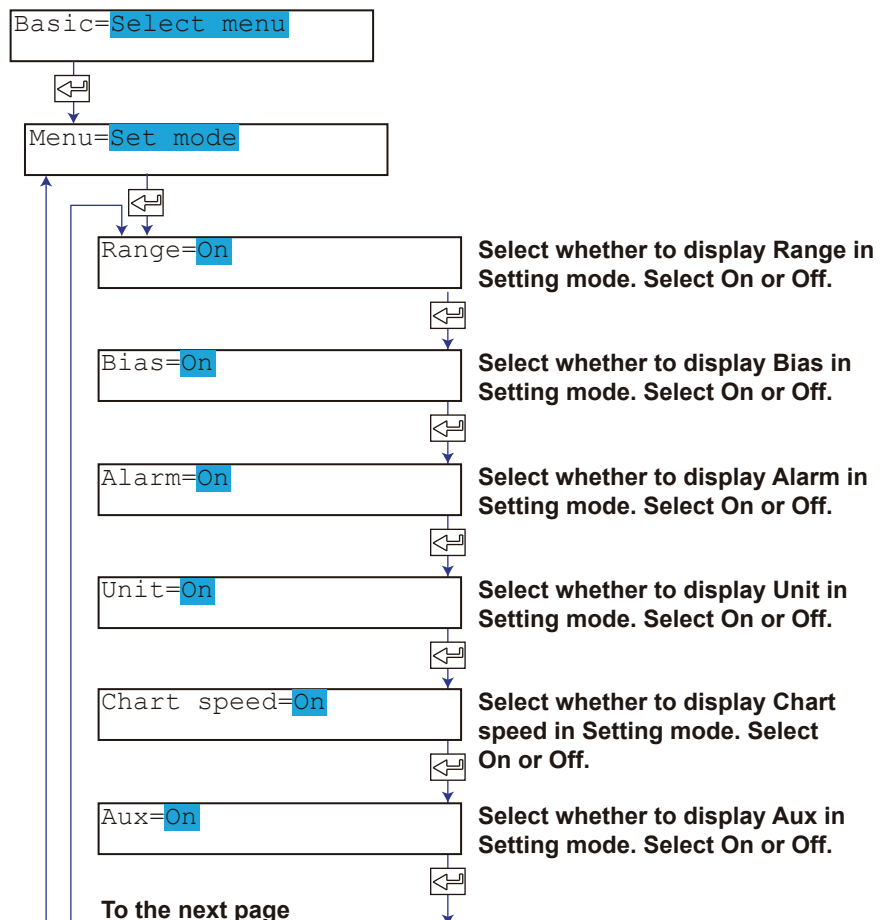 Basic=Select menu
Menu=Set mode
Range=On
Select whether to display Range in
Setting mode. Select On or Off.
Bias=On
Select whether to display Bias in
Setting mode. Select On or Off.
Alarm=On
Select whether to display Alarm in
Setting mode. Select On or Off.
Unit=On
Select whether to display Unit in
Setting mode. Select On or Off.
Chart speed=On
Select whether to display Chart
speed in Setting mode. Select
On or Off.
Aux=On
Select whether to display Aux in
Setting mode. Select On or Off.
To the next page